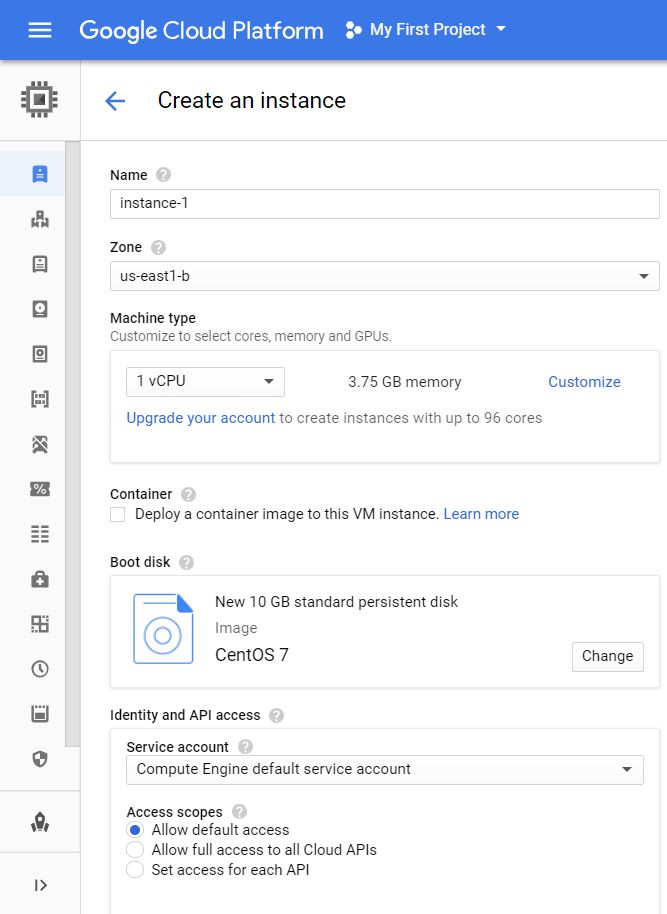 Google Cloud Platform My First Project
Create an instance
Name ?
instance-1
Zone ?
us-east1-b
Machine type
Customize to select cores, memory and GPUs.
1 vCPU 3.75 GB memory Customize
Upgrade your account to create instances with up to 96 cores
Container ?
Deploy a container image to this VM instance. Learn more
Boot disk ?
New 10 GB standard persistent disk
Image
CentOS 7
Change
Identity and API access ?
Service account ?
Compute Engine default service account
Access scopes ?
Allow default access
Allow full access to all Cloud APIs
Set access for each API